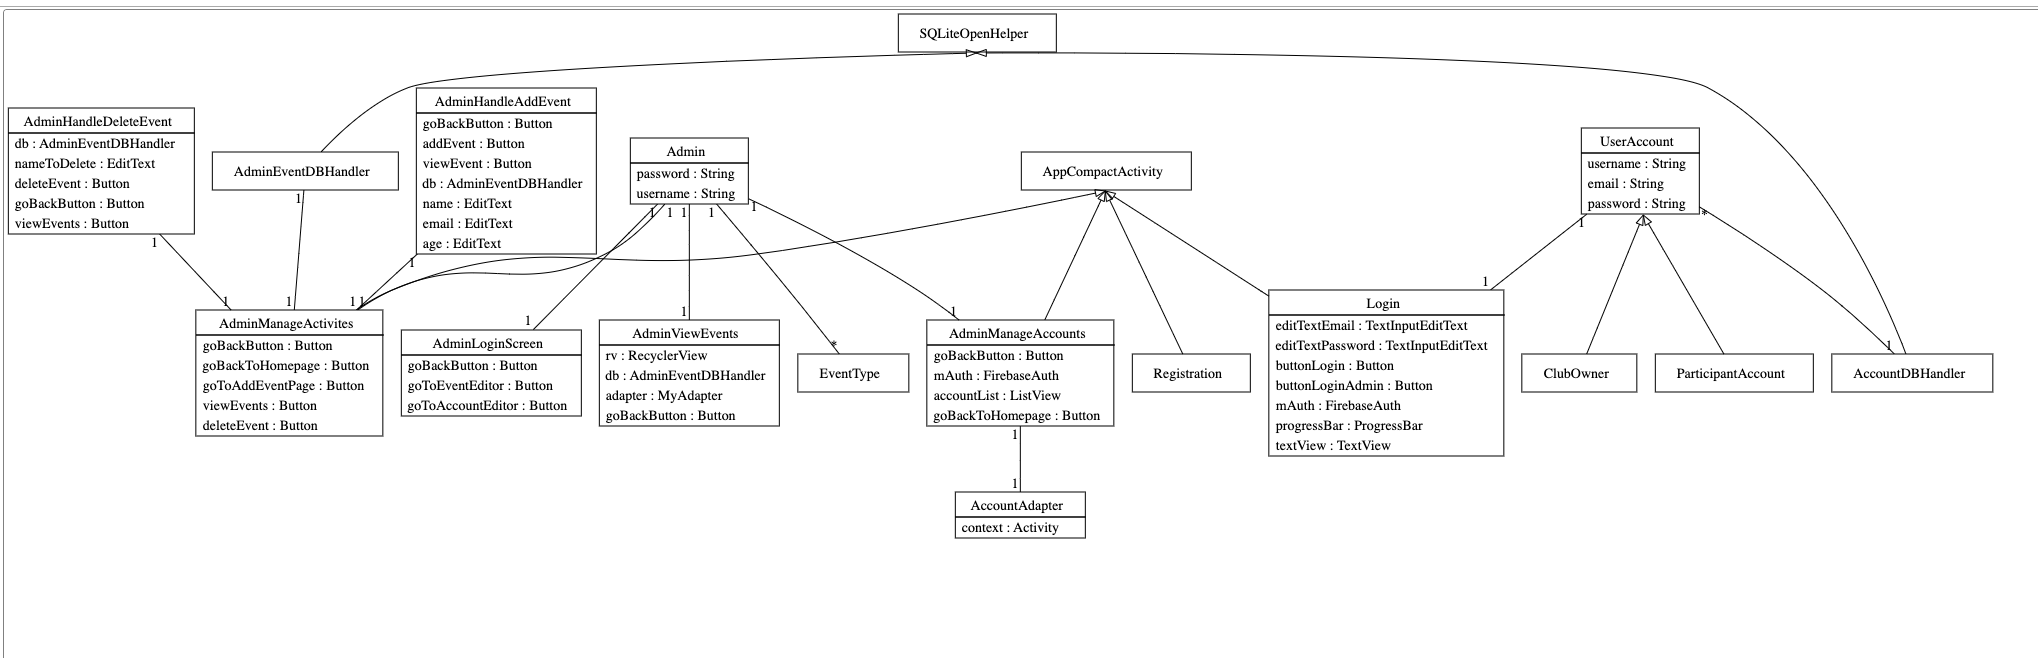 SQLiteOpenHelper
AdminHandleDeleteEvent
db : AdminEventDBHandler
nameToDelete : EditText
deleteEvent : Button
goBackButton : Button
viewEvents : Button
1
AdminEventDBHandler
1
AdminHandleAddEvent
goBackButton : Button
addEvent : Button
viewEvent : Button
db : AdminEventDBHandler
name : EditText
email : EditText
age : EditText
1
Admin
password : String
username : String
1 1 1 1 1
AppCompactActivity
UserAccount
username : String
email : String
password : String
1 *
1 1 1 1
AdminManageActivites
goBackButton : Button
goBackToHomepage : Button
goToAddEventPage : Button
viewEvents : Button
deleteEvent : Button
1
AdminLoginScreen
goBackButton : Button
goToEventEditor : Button
goToAccountEditor : Button
1
AdminViewEvents
rv : RecyclerView
db : AdminEventDBHandler
adapter : MyAdapter
goBackButton : Button
*
EventType
1
AdminManageAccounts
goBackButton : Button
mAuth : FirebaseAuth
accountList : ListView
goBackToHomepage : Button
1
Registration
1
Login
editTextEmail : TextInputEditText
editTextPassword : TextInputEditText
buttonLogin : Button
buttonLoginAdmin : Button
mAuth : FirebaseAuth
progressBar : ProgressBar
textView : TextView
ClubOwner
ParticipantAccount
1
AccountDBHandler
1
AccountAdapter
context : Activity